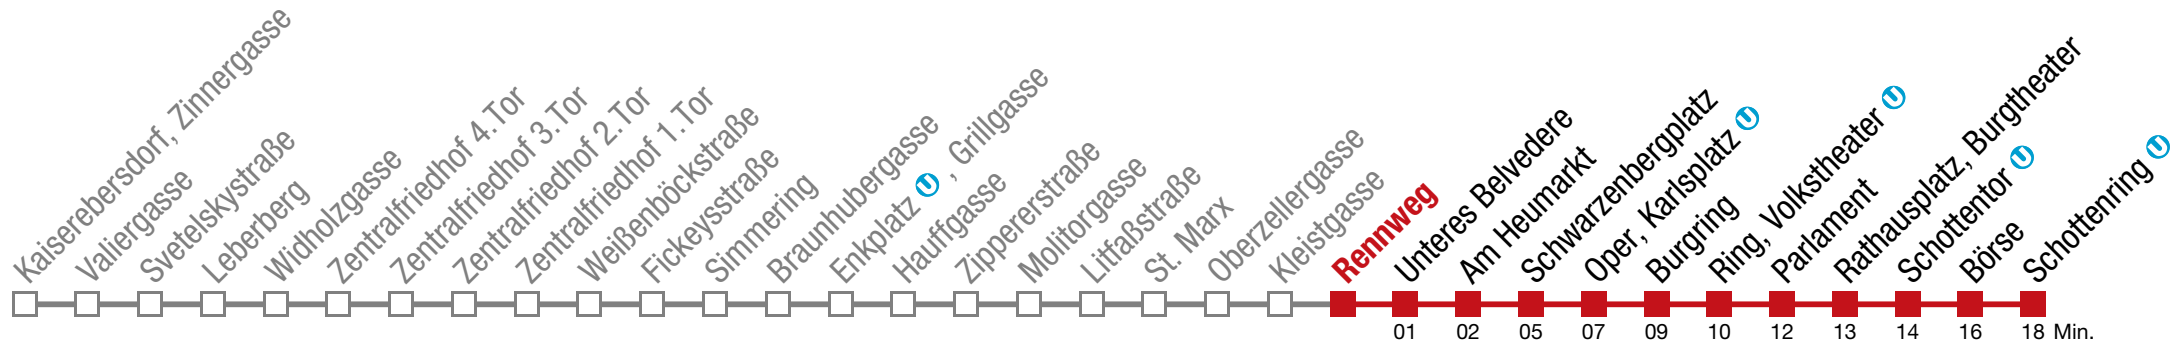 Kaiserebersdorf, Zinnergasse
Valiergasse
Svetelskystraße
Leberberg
Widholzgasse
Zentralfriedhof 4.Tor
Zentralfriedhof 3.Tor
Zentralfriedhof 2.Tor
Zentralfriedhof 1.Tor
Weißenböckstraße
Fickeysstraße
Simmering
Braunhubergasse
Enkplatz U, Grillgasse
Hauffgasse
Zippererstraße
Molitorgasse
Litfaßstraße
St. Marx
Oberzellergasse
Kleistgasse
Rennweg
Unteres Belvedere
Am Heumarkt
Schwarzenbergplatz
Oper, Karlsplatz U
Burgring
Ring, Volkstheater U
Parlament
Rathausplatz, Burgtheater
Schottentor U
Börse
Schottenring U
01 02 05 07 09 10 12 13 14 16 18 Min.